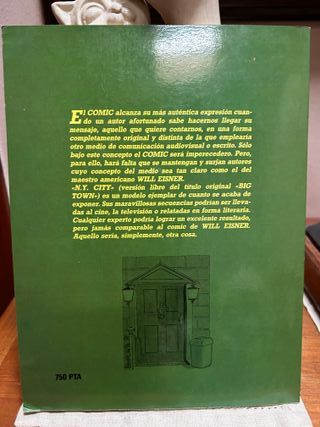 El COMIC alcanza su más auténtica expresión cuan-
do un autor afortunado sabe hacernos llegar su
mensaje, aquello que quiere contarnos, en una forma
completamente original y distinta de la que emplearía
otro medio de comunicación audiovisual o escrito. Sólo
bajo este concepto el COMIC será imperecedero. Pero,
para ello, hará falta que se mantengan y surjan autores
cuyo concepto del medio sea tan claro como el del
maestro americano WILL EISNER.
«N.Y. CITY» (versión libre del título original «BIG
TOWN») es un modelo ejemplar de cuanto se acaba de
exponer. Sus maravillosas secuencias podrían ser lleva-
das al cine, la televisión o relatadas en forma literaria.
Cualquier experto podría lograr un excelente resultado,
pero jamás comparable al comic de WILL EISNER.
Aquello sería, simplemente, otra cosa.
750 PTA